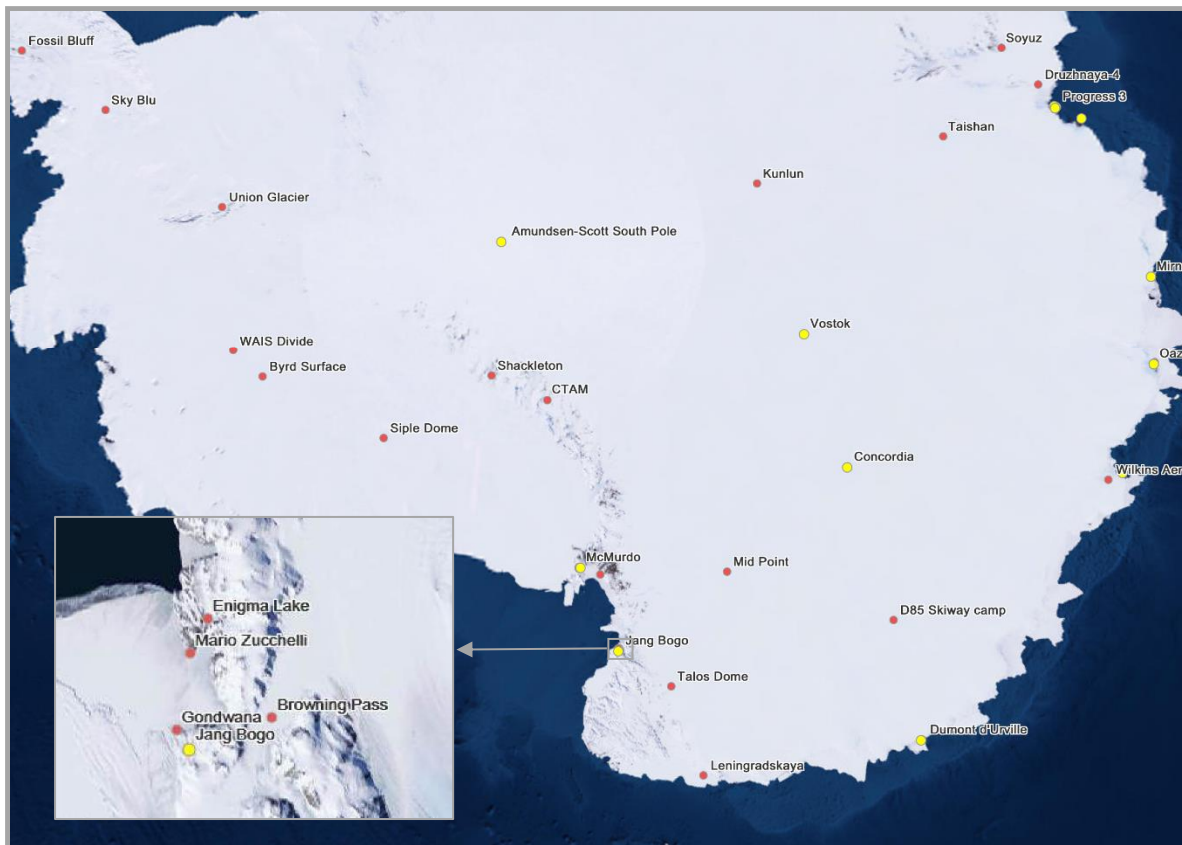 Fossil Bluff
Soyuz
Druzhnaya-4
Sky Blu
Progress 3
Taishan
Kunlun
Union Glacier
Amundsen-Scott South Pole
Mirn
Vostok
WAIS Divide
Oaz
Byrd Surface
Shackleton
CTAM
Siple Dome
Concordia
Wilkins Aer
McMurdo
Mid Point
D85 Skiway camp
Enigma Lake
Mario Zucchelli
Jang Bogo
Talos Dome
Browning Pass
Gondwana
Jang Bogo
Dumont d'Urville
Leningradskaya